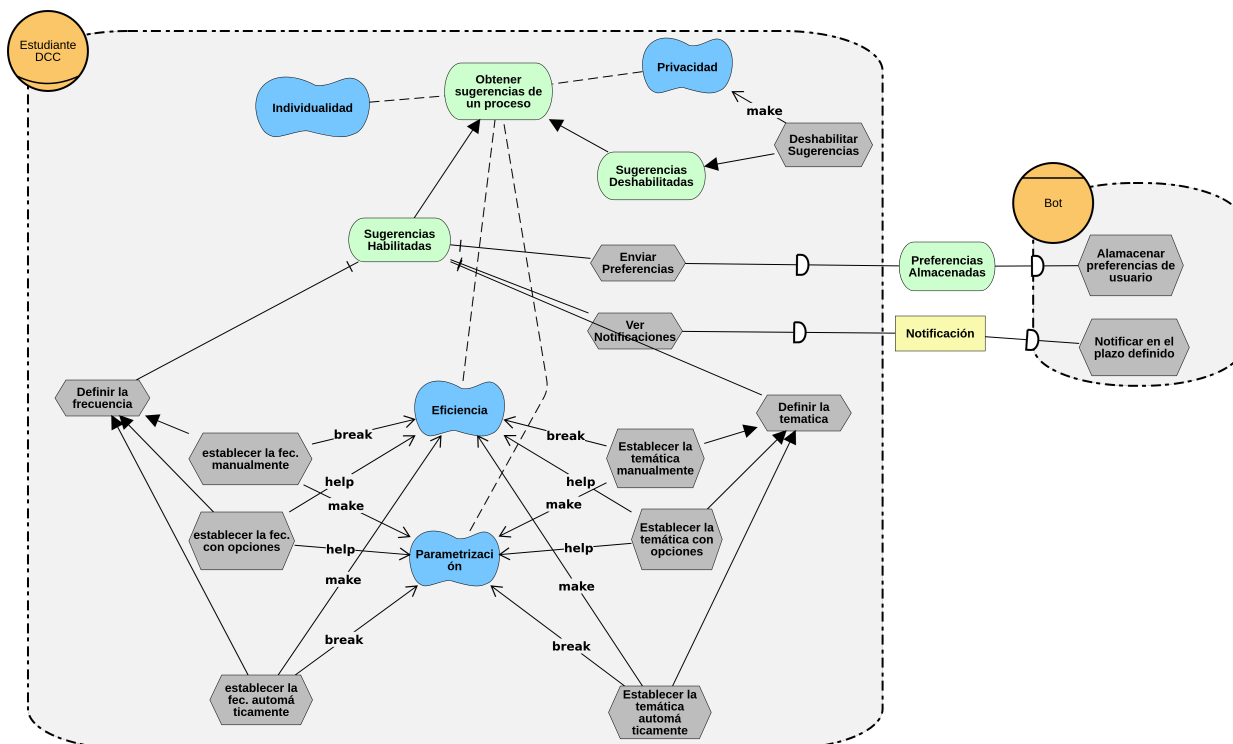 Estudiante
DCC
Individualidad
Obtener
sugerencias de
un proceso
Privacidad
make
Deshabilitar
Sugerencias
Sugerencias
Deshabilitadas
Sugerencias
Habilitadas
Enviar
Preferencias
Preferencias
Almacenadas
Bot
Alamacenar
preferencias de
usuario
Ver
Notificaciones
Notificación
Notificar en el
plazo definido
Definir la
frecuencia
Eficiencia
Definir la
tematica
establecer la fec.
manualmente
break
help
make
break
help
make
Establecer la
temática
manualmente
establecer la fec.
con opciones
help
Parametrizaci
ón
help
Establecer la
temática con
opciones
make
make
break
break
establecer la
fec. automá
ticamente
Establecer la
temática
automá
ticamente